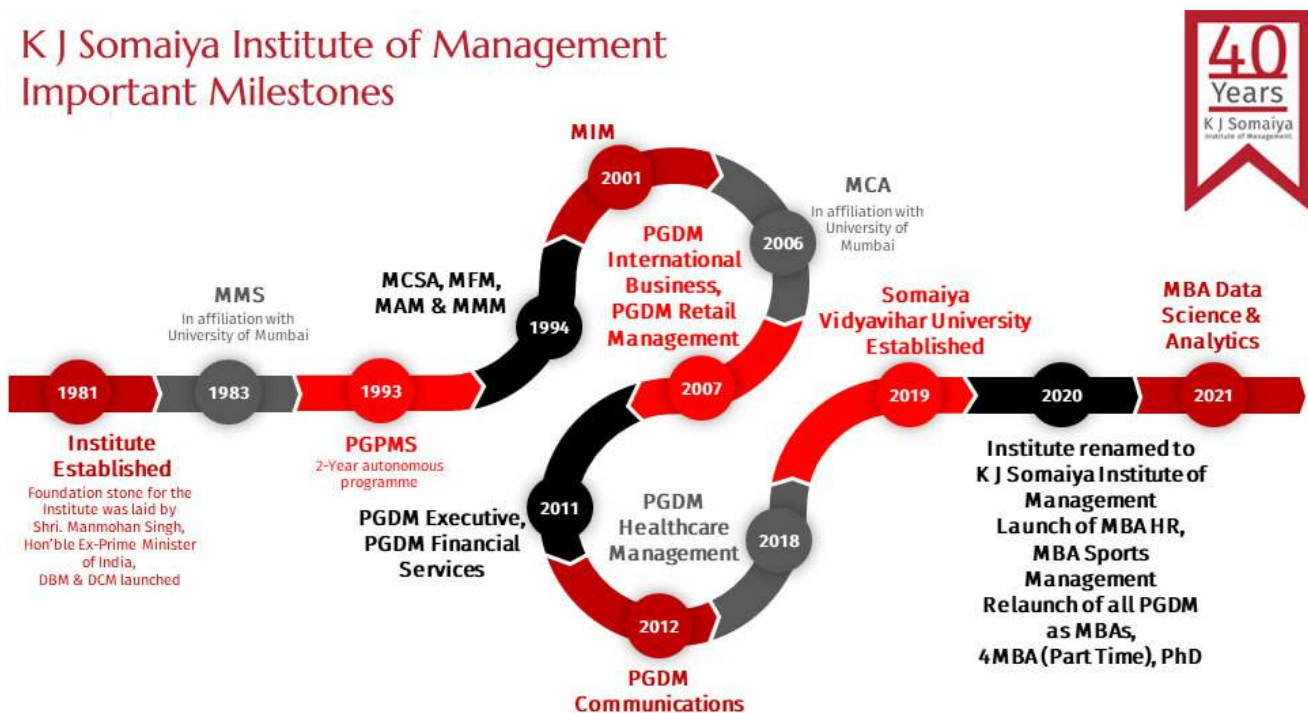 K J Somaiya Institute of Management
Important Milestones
40
Years
K J Somaiya
Institute of Management
1981
Institute
Established
Foundation stone for the
Institute was laid by
Shri. Manmohan Singh,
Hon'ble Ex-Prime Minister
of India,
DBM & DCM launched
MMS
In affiliation with
University of Mumbai
1983
1993
PGPMS
2-Year autonomous
programme
MCSA, MFM,
MAM & MMM
1994
MIM
2001
MCA
In affiliation with
University of
Mumbai
2006
PGDM
International
Business,
PGDM Retail
Management
2007
2011
PGDM Executive,
PGDM Financial
Services
2012
PGDM
Communications
PGDM
Healthcare
Management
2018
Somaiya
Vidyavihar University
Established
2019
2020
Institute renamed to
K J Somaiya Institute of
Management
Launch of MBA HR,
MBA Sports
Management
Relaunch of all PGDM
as MBAs,
4MBA (Part Time), PhD
MBA Data
Science &
Analytics
2021